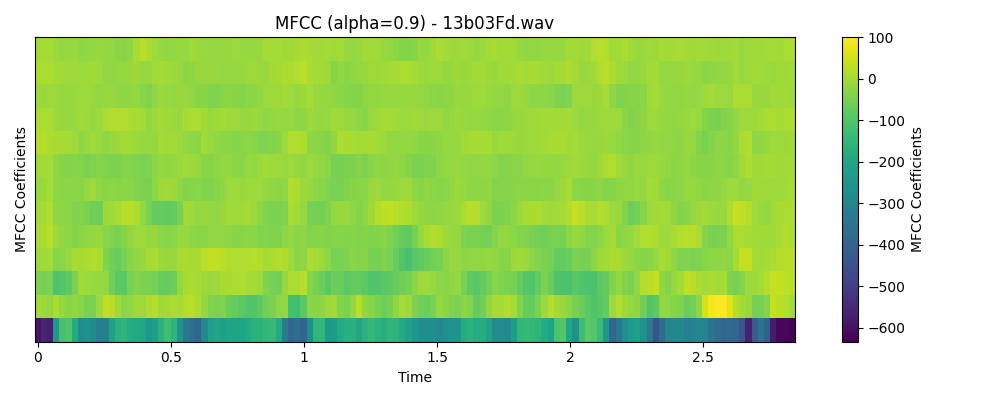 MFCC (alpha=0.9) - 13b03Fd.wav
MFCC Coefficients
0 0.5 1 1.5 2 2.5
Time
100
0
−100
−200
−300
−400
−500
−600
MFCC Coefficients